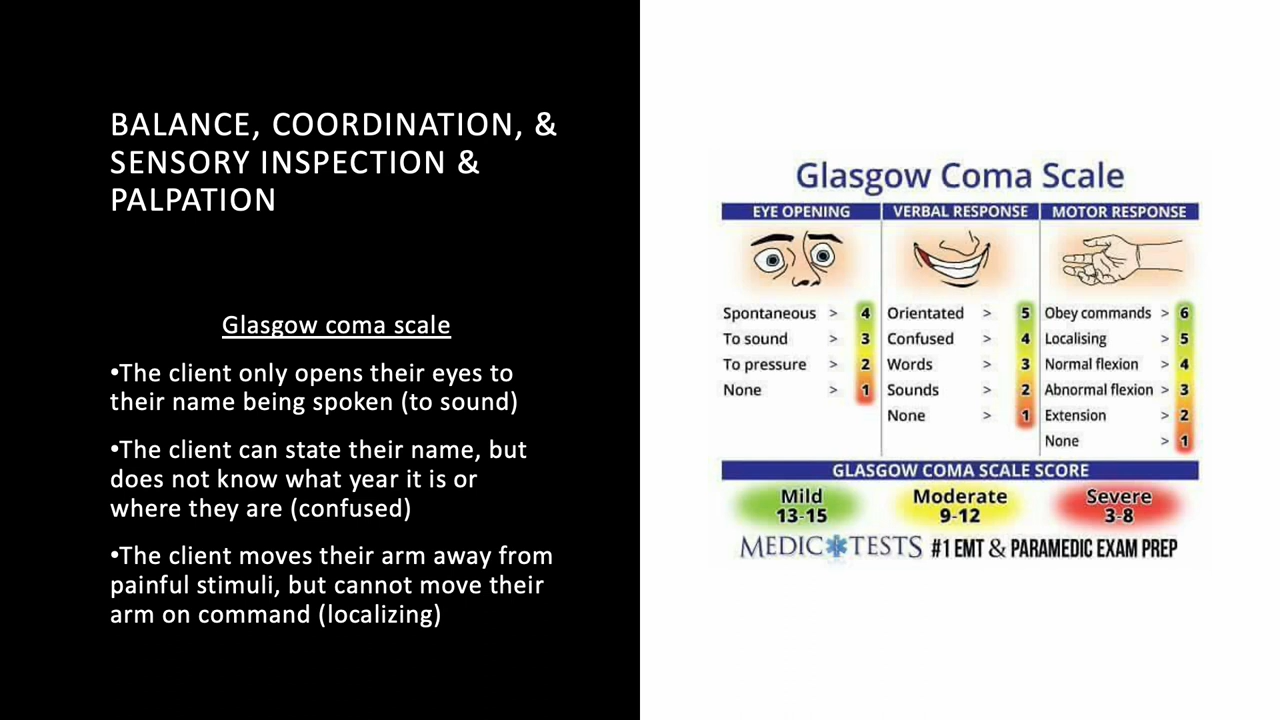 BALANCE, COORDINATION, &
SENSORY INSPECTION &
PALPATION
Glasgow coma scale
•The client only opens their eyes to
their name being spoken (to sound)
•The client can state their name, but
does not know what year it is or
where they are (confused)
•The client moves their arm away from
painful stimuli, but cannot move their
arm on command (localizing)
Glasgow Coma Scale
EYE OPENING
Spontaneous > 4
To sound > 3
To pressure > 2
None > 1
VERBAL RESPONSE
Orientated > 5
Confused > 4
Words > 3
Sounds > 2
None > 1
MOTOR RESPONSE
Obey commands > 6
Localising > 5
Normal flexion > 4
Abnormal flexion > 3
Extension > 2
None > 1
GLASGOW COMA SCALE SCORE
Mild
13-15
Moderate
9-12
Severe
3-8
MEDIC TESTS #1 EMT & PARAMEDIC EXAM PREP